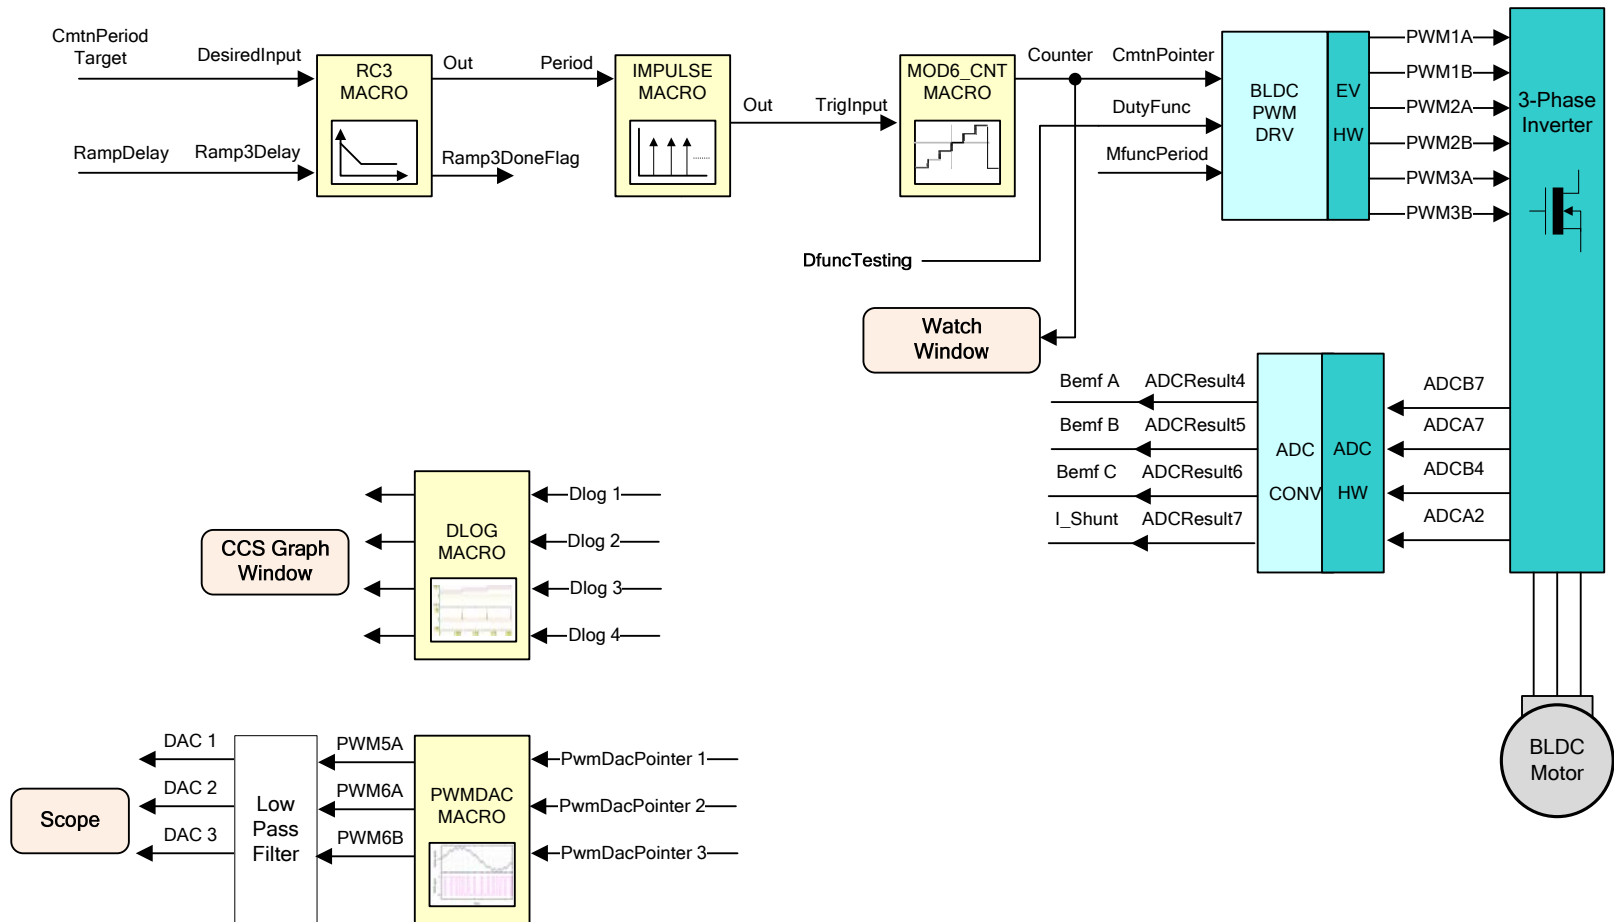 CmtnPeriod
Target
DesiredInput
RampDelay
Ramp3Delay
RC3
MACRO
Out
Ramp3DoneFlag
Period
IMPULSE
MACRO
Out
TrigInput
MOD6_CNT
MACRO
Counter
CmtnPointer
DutyFunc
MfuncPeriod
DfuncTesting
BLDC
PWM
DRV
EV
HW
PWM1A
PWM1B
PWM2A
PWM2B
PWM3A
PWM3B
3-Phase
Inverter
Watch
Window
Bemf A
ADCResult4
Bemf B
ADCResult5
Bemf C
ADCResult6
I_Shunt
ADCResult7
ADC
CONV
ADC
HW
ADCB7
ADCA7
ADCB4
ADCA2
CCS Graph
Window
DLOG
MACRO
Dlog 1
Dlog 2
Dlog 3
Dlog 4
Scope
DAC 1
DAC 2
DAC 3
Low
Pass
Filter
PWM5A
PWM6A
PWM6B
PWMDAC
MACRO
PwmDacPointer 1
PwmDacPointer 2
PwmDacPointer 3
BLDC
Motor